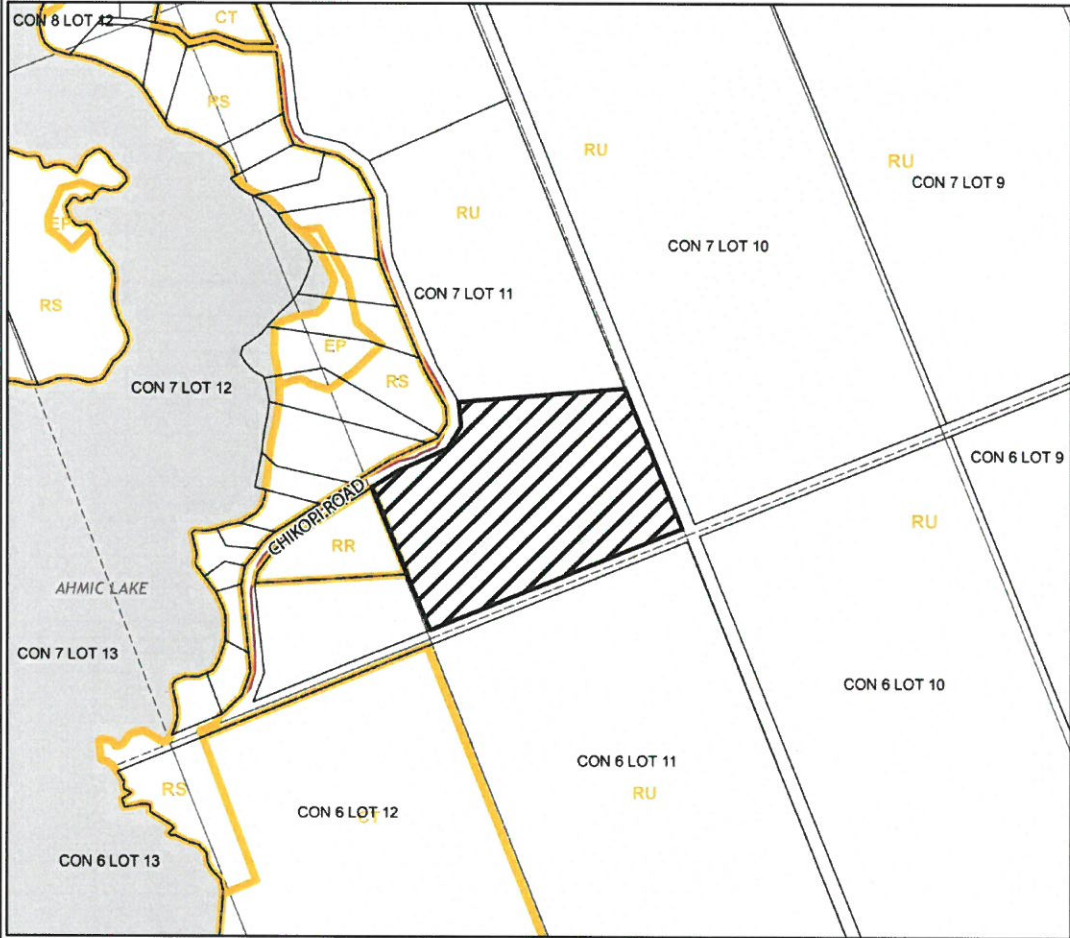 CON 8 LOT 12
CT
RS
RU
RU
CON 7 LOT 9
EP
RU
CON 7 LOT 10
RS
CON 7 LOT 11
EP
CON 7 LOT 12
RS
CON 6 LOT 9
CHIKOPI ROAD
RU
RR
AHMIC LAKE
CON 7 LOT 13
CON 6 LOT 10
CON 6 LOT 11
RS
RU
CON 6 LOT 12
CT
CON 6 LOT 13